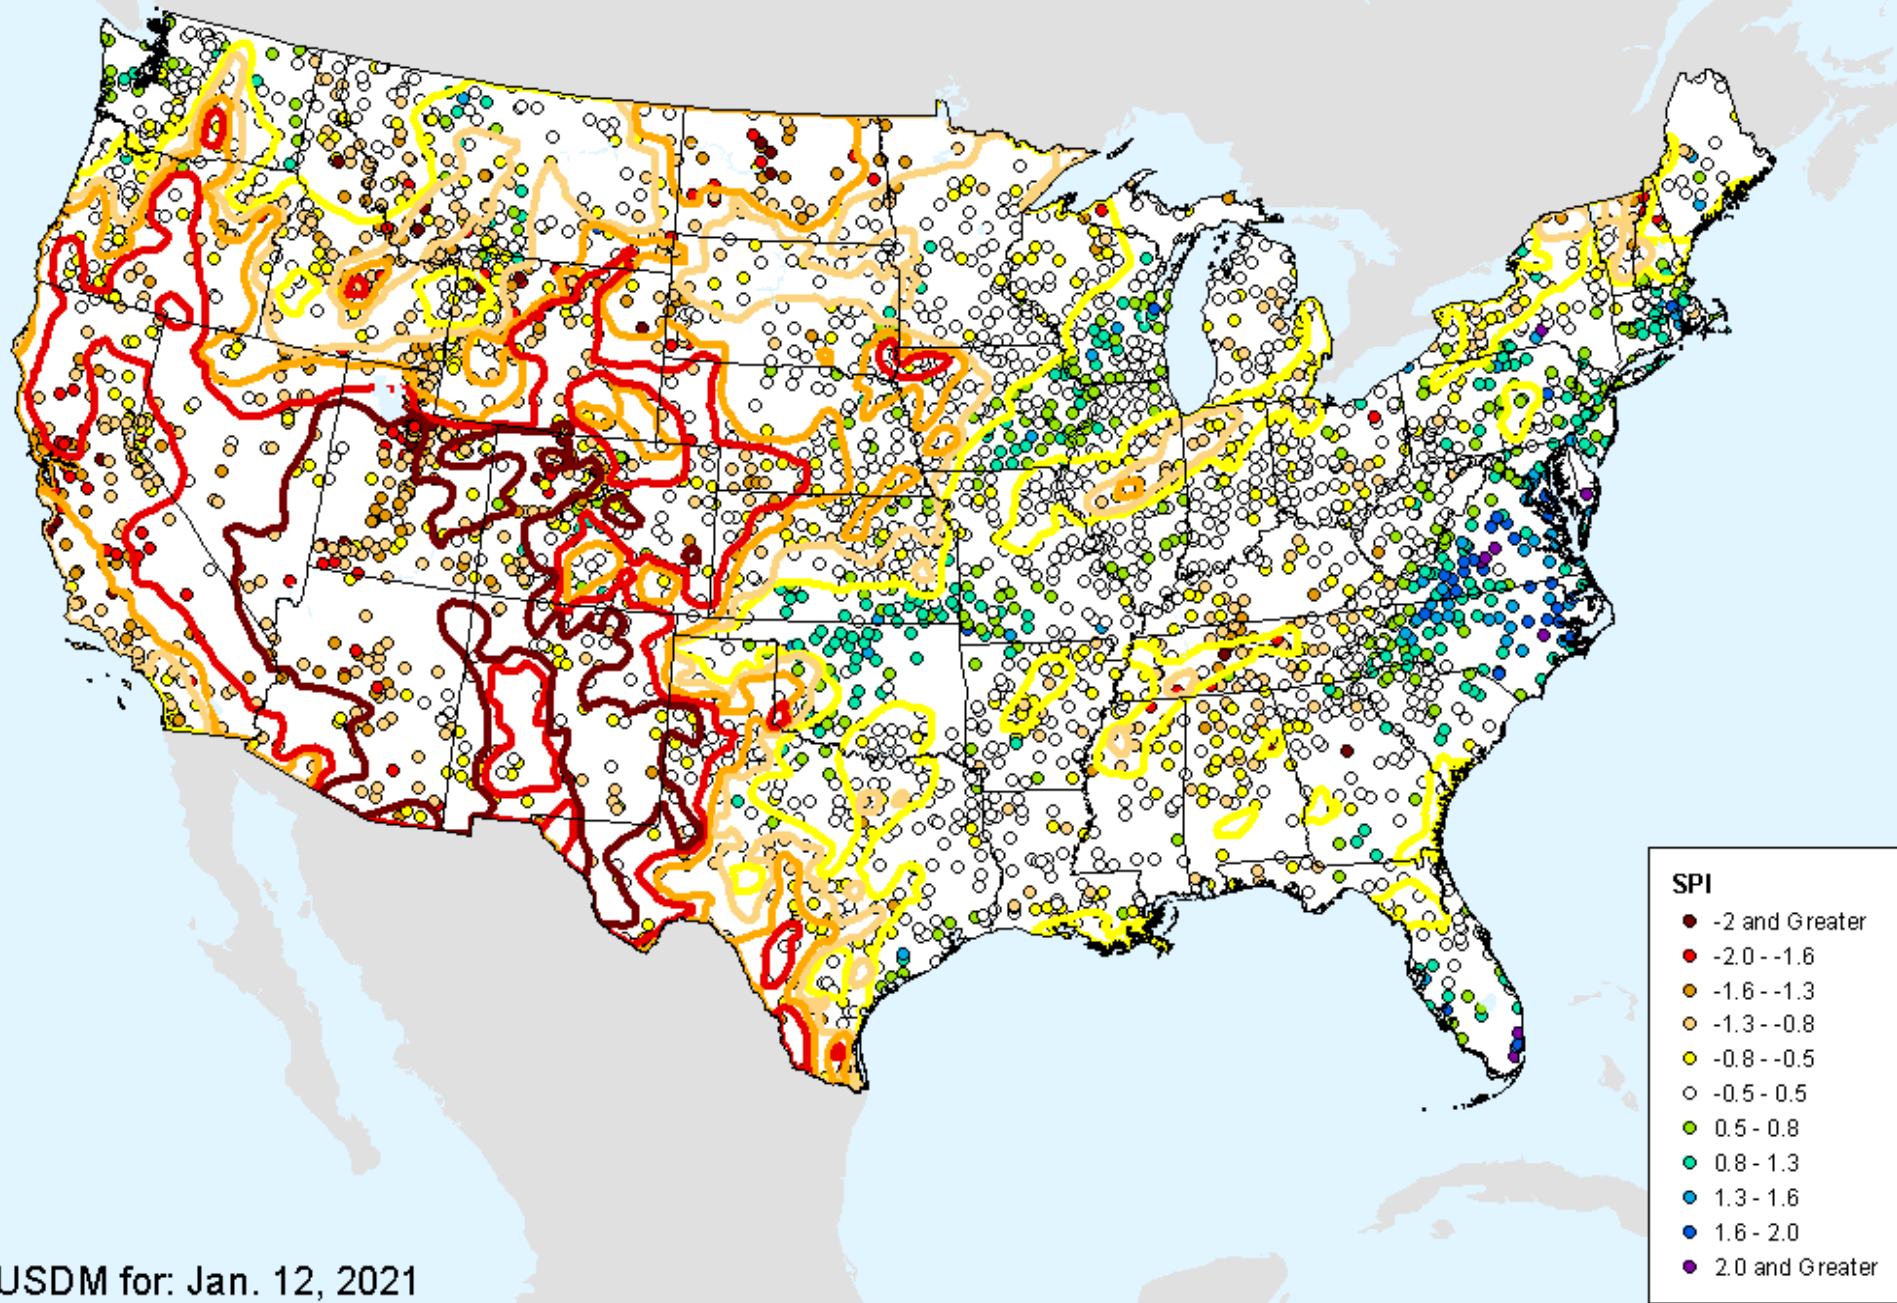 SPI
-2 and Greater
-2.0 - -1.6
-1.6 - -1.3
-1.3 - -0.8
-0.8 - -0.5
-0.5 - 0.5
0.5 - 0.8
0.8 - 1.3
1.3 - 1.6
1.6 - 2.0
2.0 and Greater
USDM for: Jan. 12, 2021